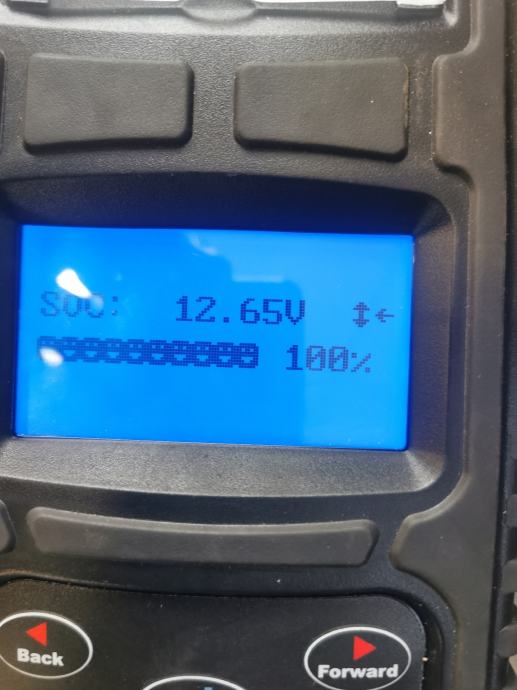 SOC: 12.65V ↕←
100%
Back
Forward